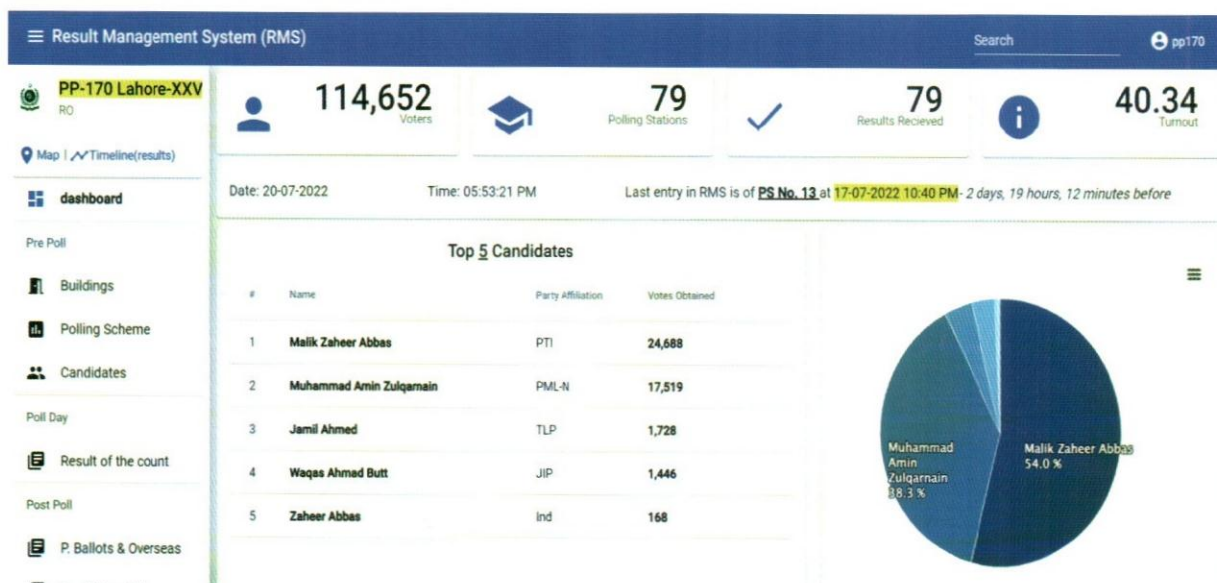 Result Management System (RMS)
Search
pp170
PP-170 Lahore-XXV
RO
Map | Timeline(results)
dashboard
Pre Poll
Buildings
Polling Scheme
Candidates
Poll Day
Result of the count
Post Poll
P. Ballots & Overseas
114,652
Voters
79
Polling Stations
79
Results Recieved
40.34
Turnout
Date: 20-07-2022 Time: 05:53:21 PM Last entry in RMS is of PS No. 13 at 17-07-2022 10:40 PM- 2 days, 19 hours, 12 minutes before
Top 5 Candidates
# Name Party Affiliation Votes Obtained
1 Malik Zaheer Abbas PTI 24,688
2 Muhammad Amin Zulqarnain PML-N 17,519
3 Jamil Ahmed TLP 1,728
4 Waqas Ahmad Butt JIP 1,446
5 Zaheer Abbas Ind 168
Muhammad
Amin
Zulqarnain
38.3 %
Malik Zaheer Abbas
54.0 %